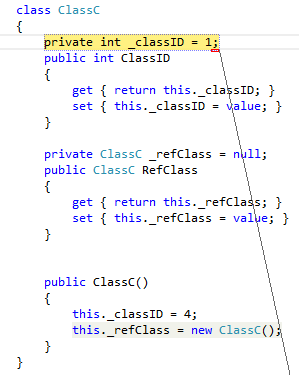 class ClassC
{
private int _classID = 1;
public int ClassID
{
get { return this._classID; }
set { this._classID = value; }
}
private ClassC _refClass = null;
public ClassC RefClass
{
get { return this._refClass; }
set { this._refClass = value; }
}
public ClassC()
{
this._classID = 4;
this._refClass = new ClassC();
}
}